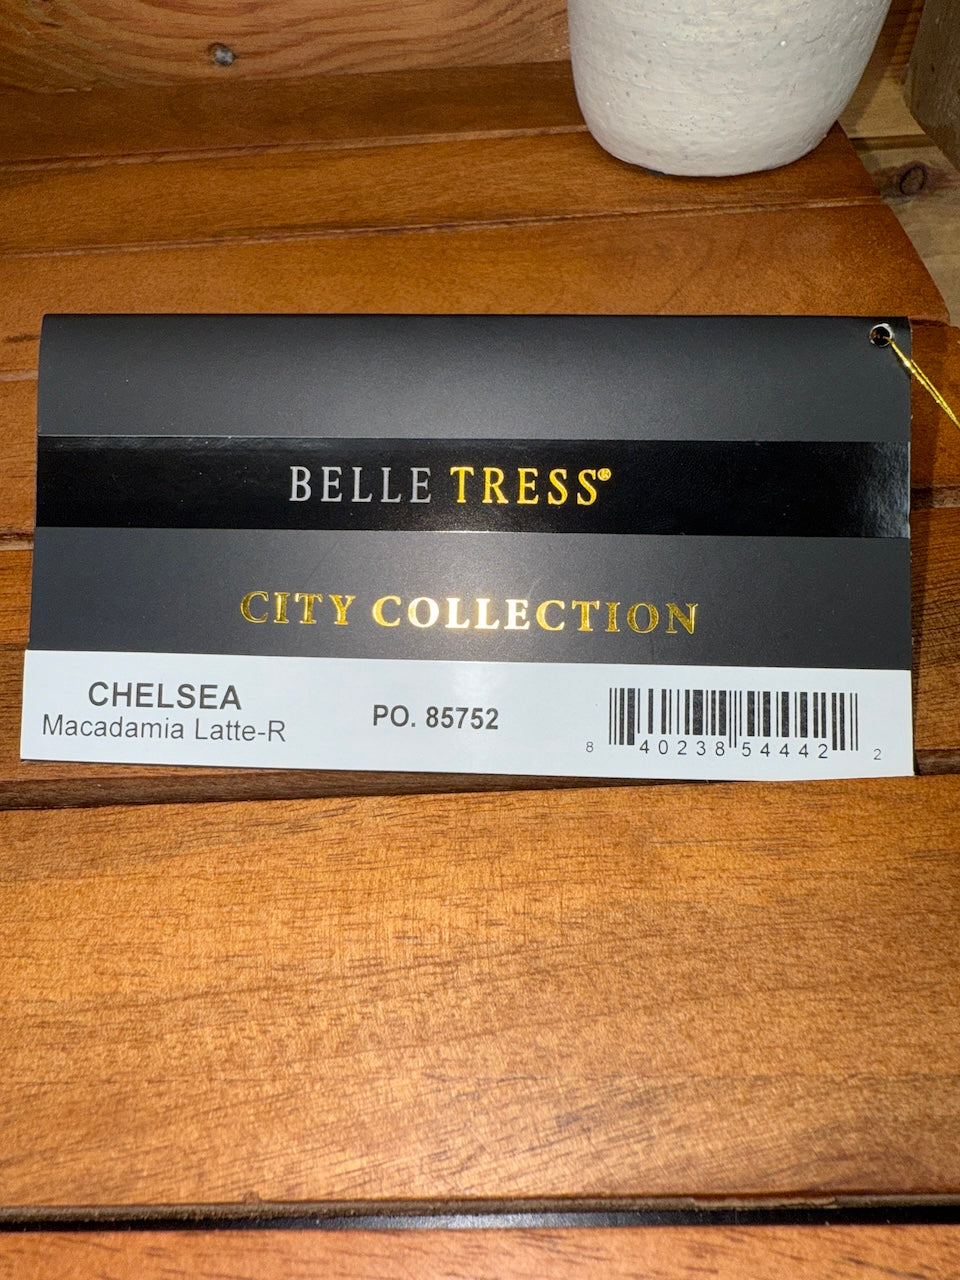 BELLE TRESS®
CITY COLLECTION
CHELSEA
Macadamia Latte-R
PO. 85752
8 40238 54442 2